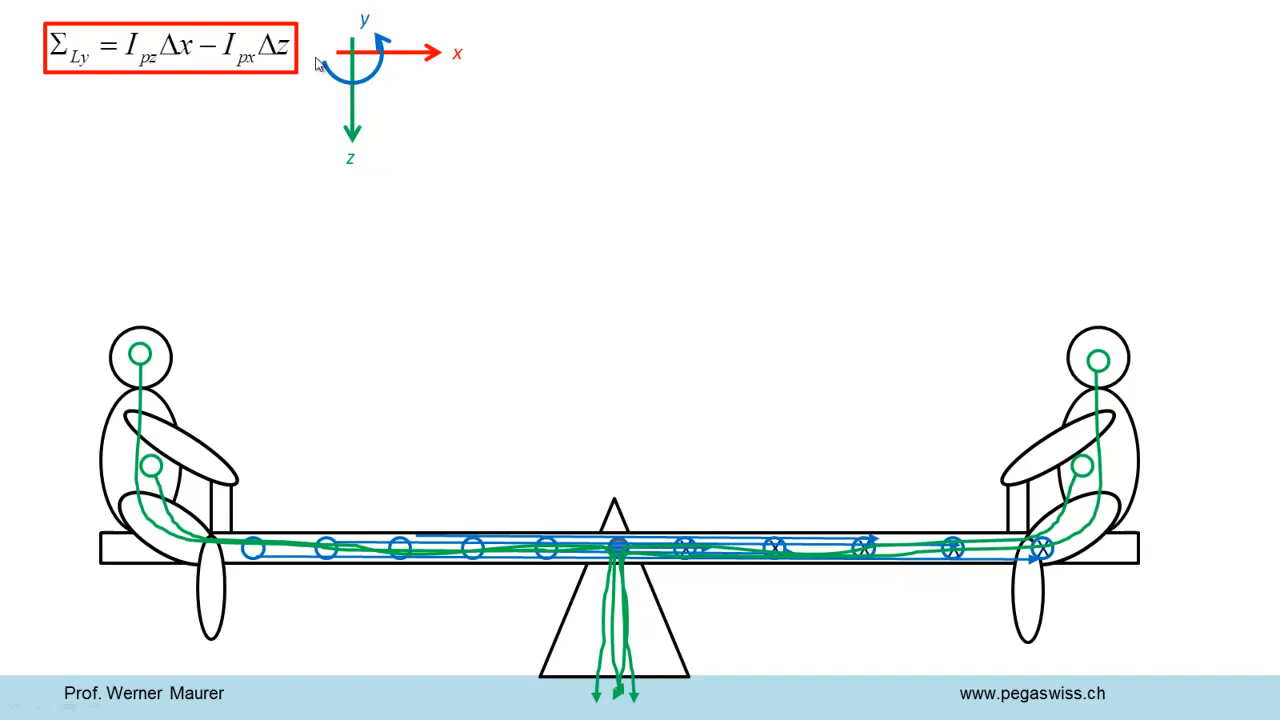 Σ_Ly = I_pz Δx − I_px Δz
y
x
z
Prof. Werner Maurer
www.pegaswiss.ch